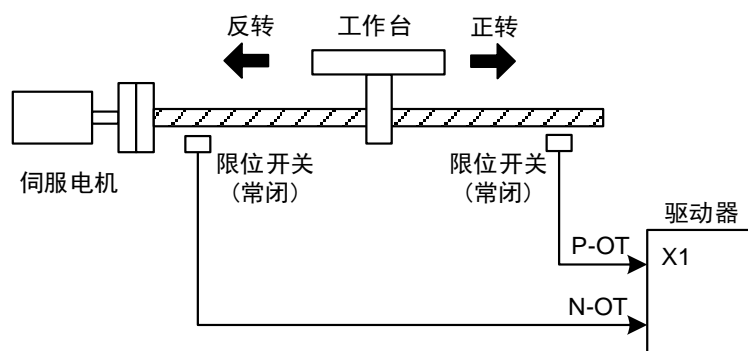 反转
工作台
正转
伺服电机
限位开关
（常闭）
限位开关
（常闭）
驱动器
P-OT
X1
N-OT